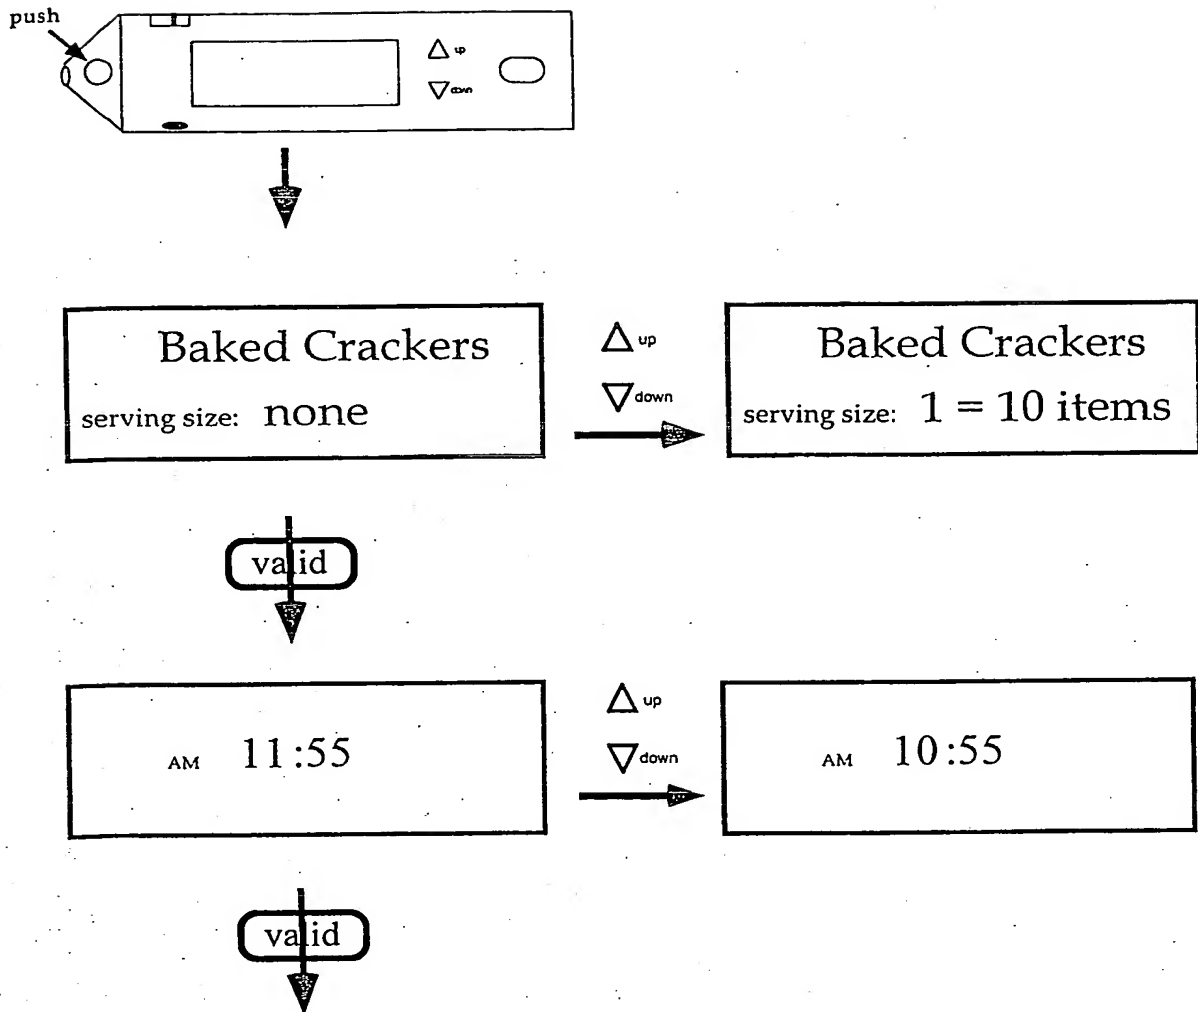 push
up
down
Baked Crackers
serving size: none
up
down
Baked Crackers
serving size: 1 = 10 items
valid
AM 11:55
up
down
AM 10:55
valid